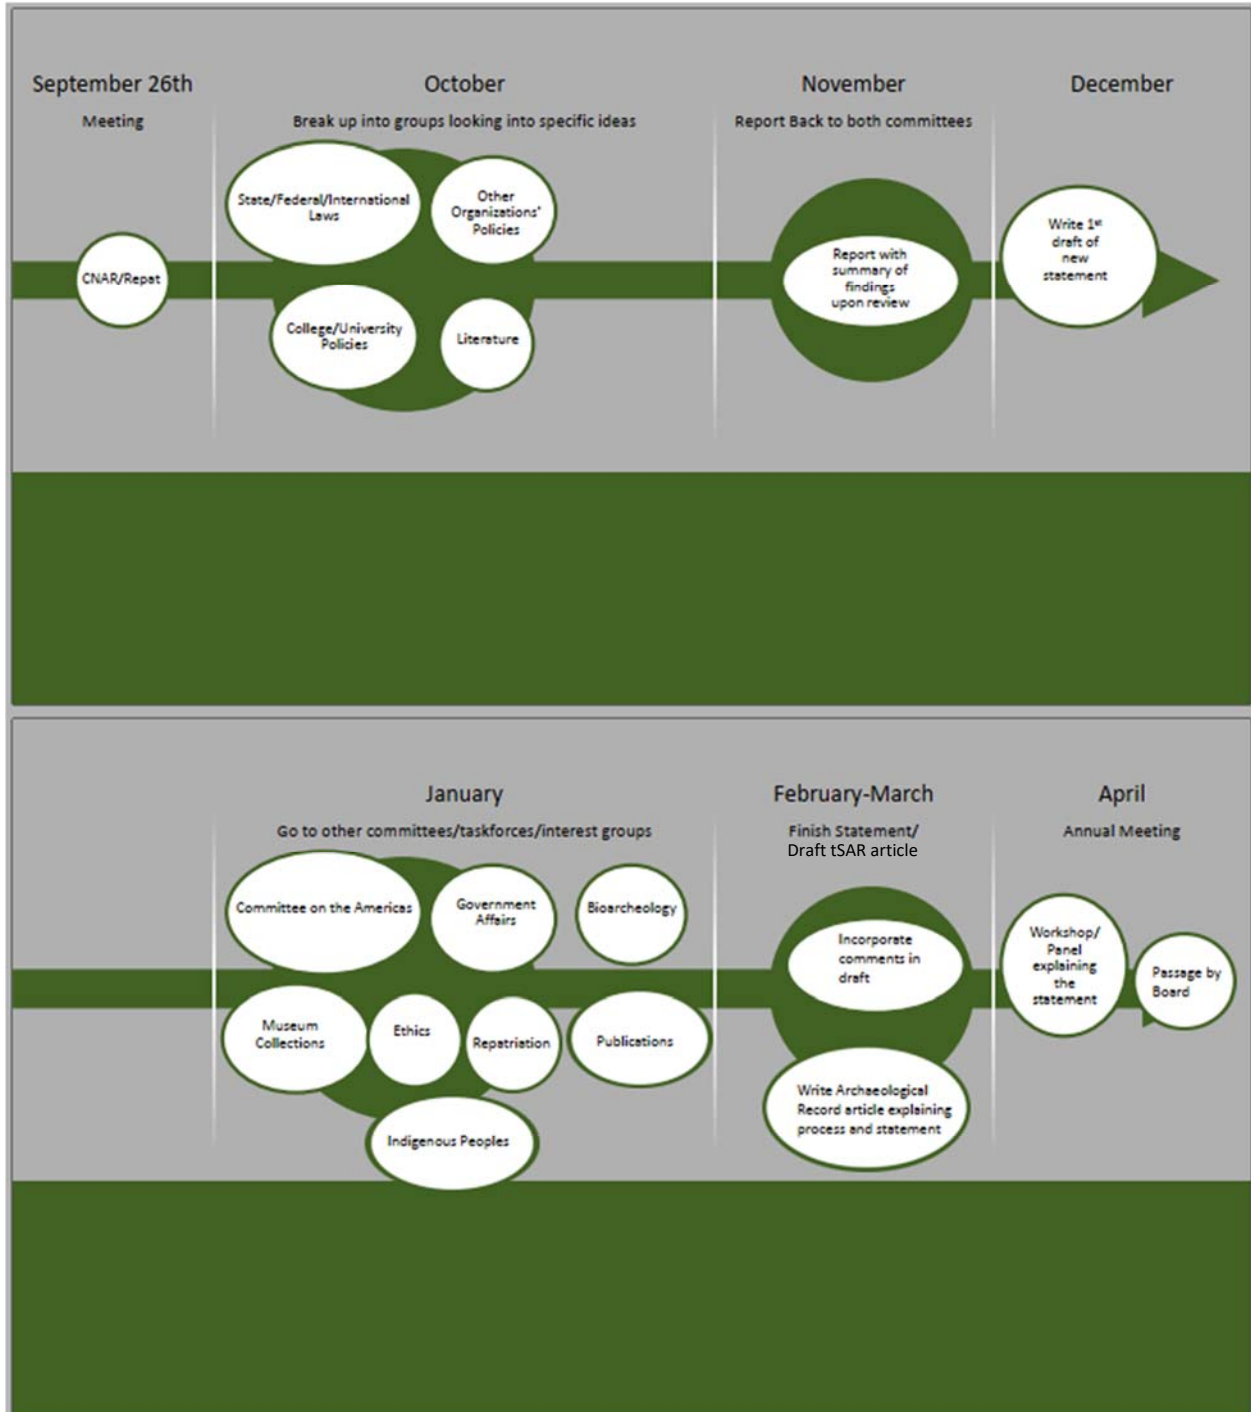 September 26th
Meeting
CNAR/Repat
October
Break up into groups looking into specific ideas
State/Federal/International
Laws
Other
Organizations'
Policies
College/University
Policies
Literature
November
Report Back to both committees
Report with
summary of
findings
upon review
December
Write 1st
draft of
new
statement
January
Go to other committees/taskforces/interest groups
Committee on the Americas
Government
Affairs
Bioarcheology
Museum
Collections
Ethics
Repatriation
Publications
Indigenous Peoples
February-March
Finish Statement/
Draft tSAR article
Incorporate
comments in
draft
Write Archaeological
Record article explaining
process and statement
April
Annual Meeting
Workshop/
Panel
explaining
the
statement
Passage by
Board